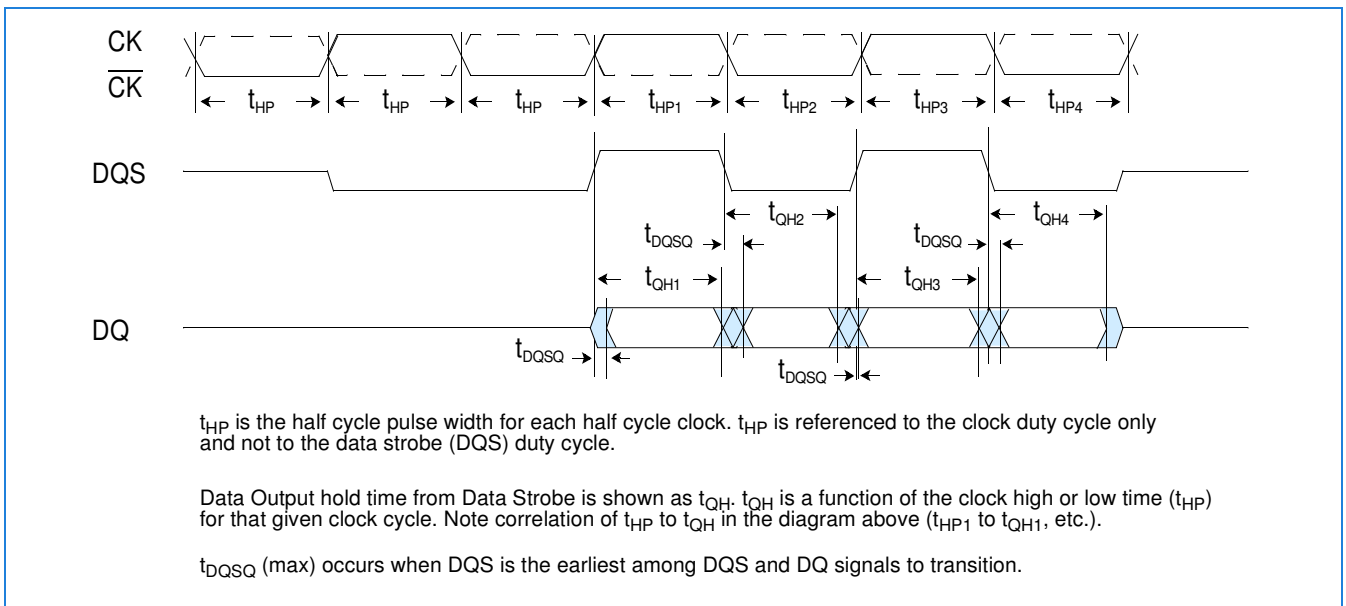 CK
CK
tHP tHP tHP tHP1 tHP2 tHP3 tHP4
DQS
tQH2 tQH4
tDQSQ tDQSQ
tQH1 tQH3
DQ
tDQSQ
tDQSQ
tHP is the half cycle pulse width for each half cycle clock. tHP is referenced to the clock duty cycle only
and not to the data strobe (DQS) duty cycle.
Data Output hold time from Data Strobe is shown as tQH. tQH is a function of the clock high or low time (tHP)
for that given clock cycle. Note correlation of tHP to tQH in the diagram above (tHP1 to tQH1, etc.).
tDQSQ (max) occurs when DQS is the earliest among DQS and DQ signals to transition.